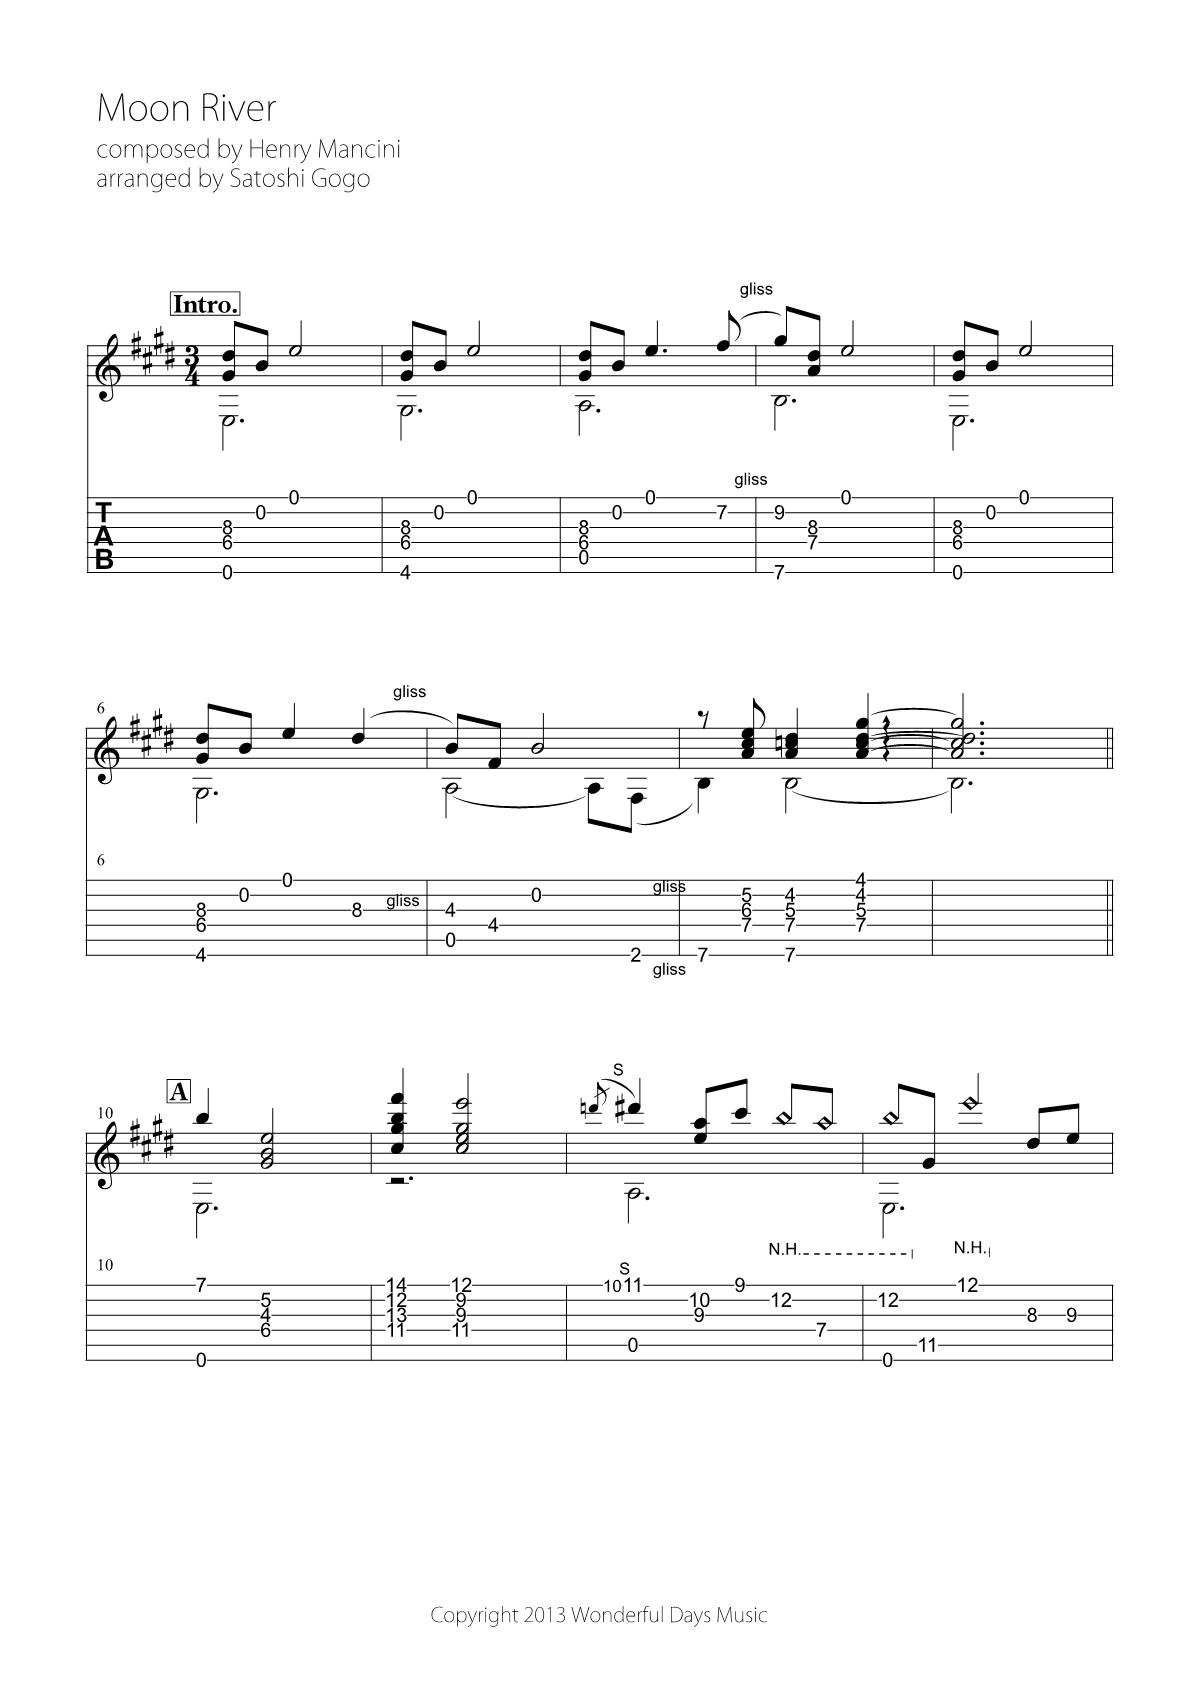 Moon River
composed by Henry Mancini
arranged by Satoshi Gogo
Intro.
gliss
3
4
gliss
T
A
B
0 0 0 0 0 0
0 0 0 7 9 0
8 8 8 8 8
6 6 6 7 6
0
0 4 7 0
6
gliss
6
0 4
0 gliss 0 gliss 5 4 4
8 8 4 6 5 5
6 4 7 7 7
0
4 2 7 7
gliss
A
S
10
N.H. N.H.
10
S
7 14 12 10 11 9 12
5 12 9 10 12 12
4 13 9 9 8 9
6 11 11 7
0 11
0 0
Copyright 2013 Wonderful Days Music